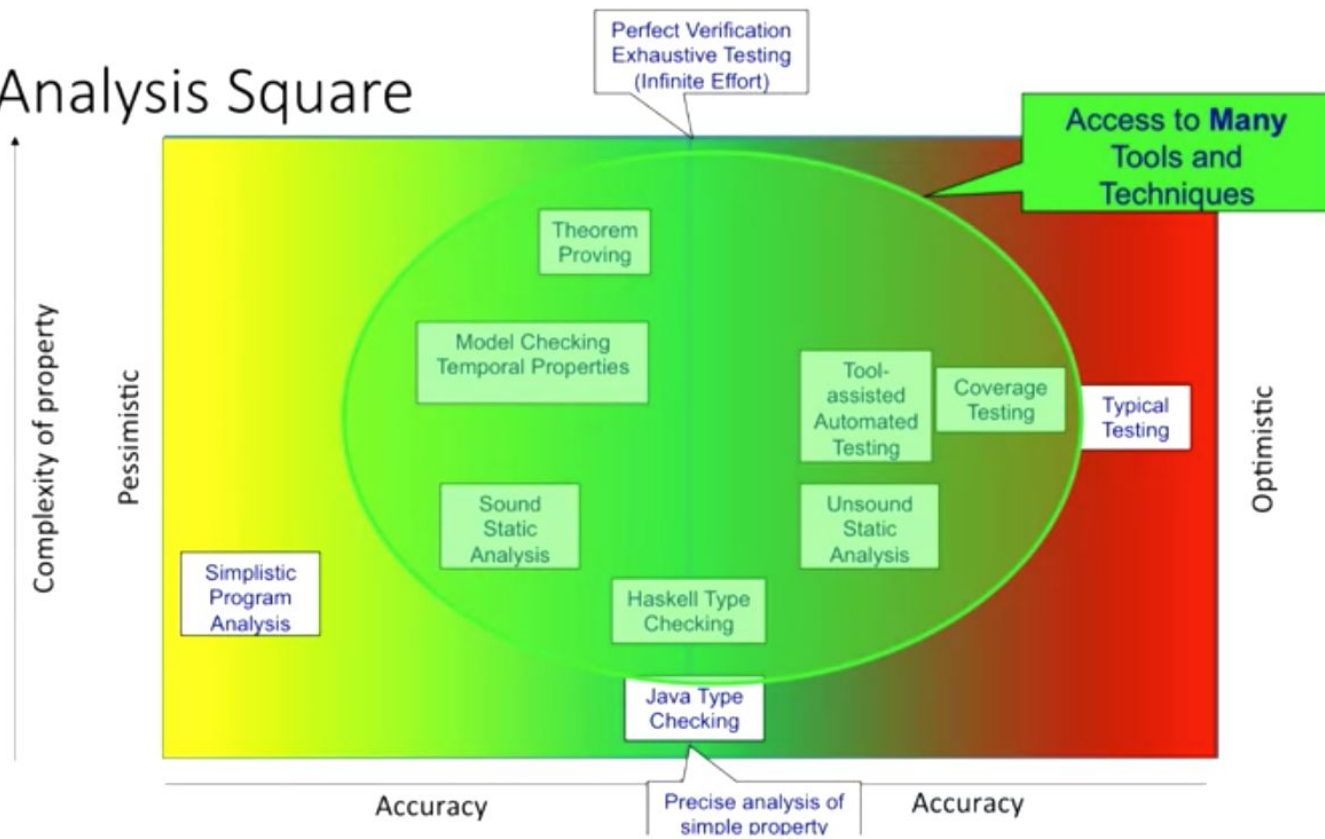 Perfect Verification
Exhaustive Testing
(Infinite Effort)
Analysis Square
Access to Many
Tools and
Techniques
Theorem
Proving
Model Checking
Temporal Properties
Tool-
assisted
Automated
Testing
Coverage
Testing
Typical
Testing
Complexity of property
Pessimistic
Optimistic
Sound
Static
Analysis
Unsound
Static
Analysis
Simplistic
Program
Analysis
Haskell Type
Checking
Java Type
Checking
Accuracy
Precise analysis of
simple property
Accuracy